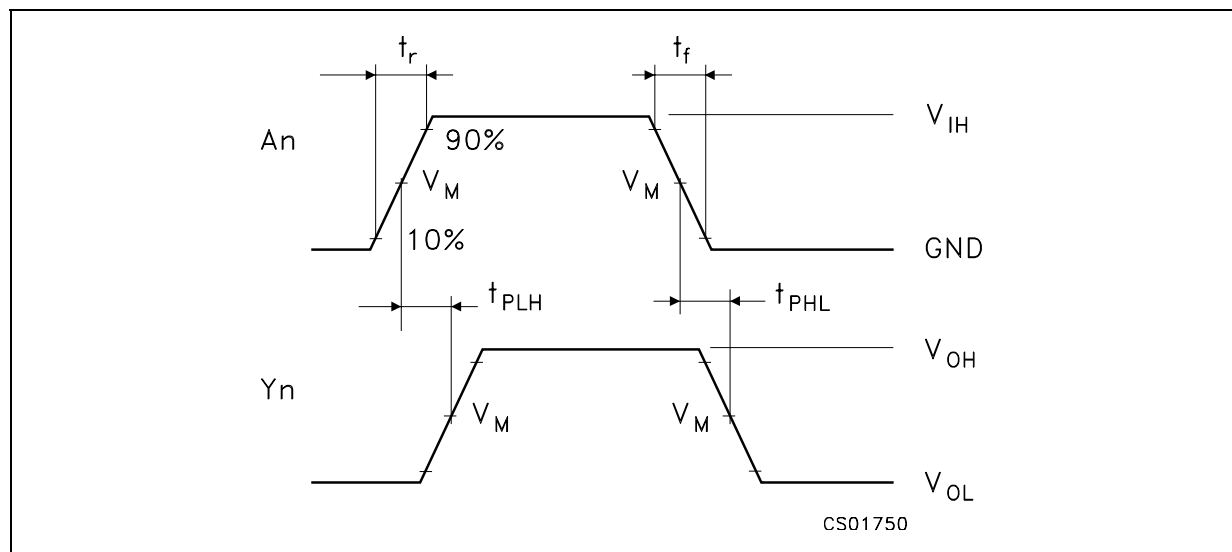 tr tf
An 90% VIH
VM VM
10% GND
tPLH tPHL
Yn VOH
VM VM
VOL
CS01750